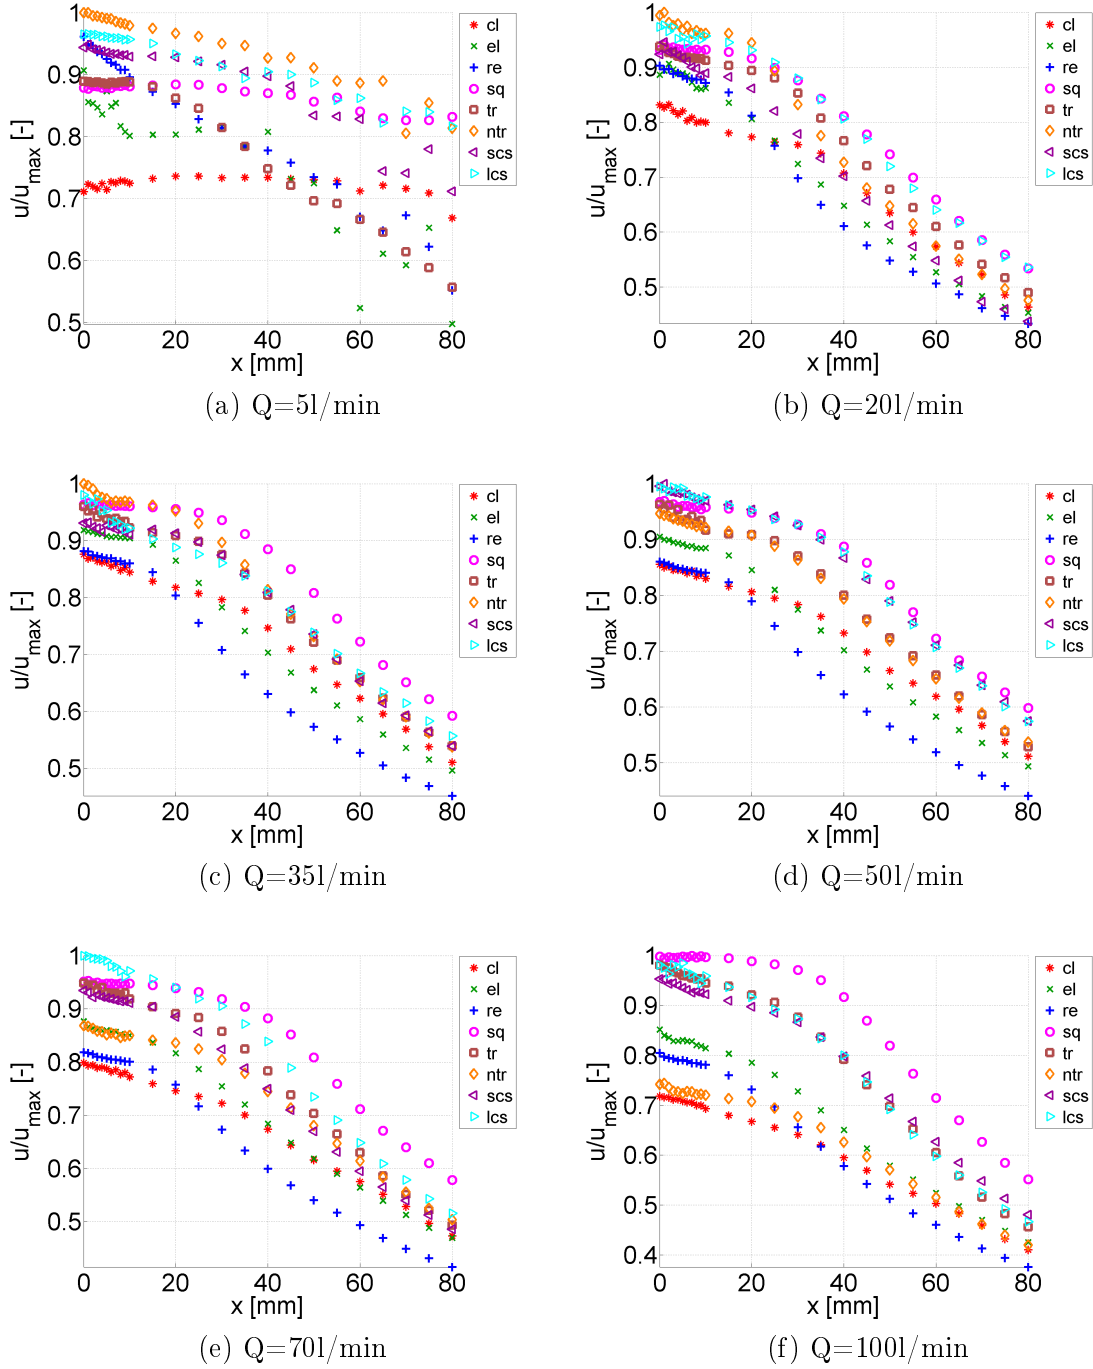 1
0.9
0.8
0.7
0.6
0.5
0
20
40
60
80
u/u_max [-]
x [mm]
cl
el
re
sq
tr
ntr
scs
lcs
(a) Q=5l/min
1
0.9
0.8
0.7
0.6
0.5
0
20
40
60
80
u/u_max [-]
x [mm]
cl
el
re
sq
tr
ntr
scs
lcs
(b) Q=20l/min
1
0.9
0.8
0.7
0.6
0.5
0
20
40
60
80
u/u_max [-]
x [mm]
cl
el
re
sq
tr
ntr
scs
lcs
(c) Q=35l/min
1
0.9
0.8
0.7
0.6
0.5
0
20
40
60
80
u/u_max [-]
x [mm]
cl
el
re
sq
tr
ntr
scs
lcs
(d) Q=50l/min
1
0.9
0.8
0.7
0.6
0.5
0
20
40
60
80
u/u_max [-]
x [mm]
cl
el
re
sq
tr
ntr
scs
lcs
(e) Q=70l/min
1
0.9
0.8
0.7
0.6
0.5
0.4
0
20
40
60
80
u/u_max [-]
x [mm]
cl
el
re
sq
tr
ntr
scs
lcs
(f) Q=100l/min